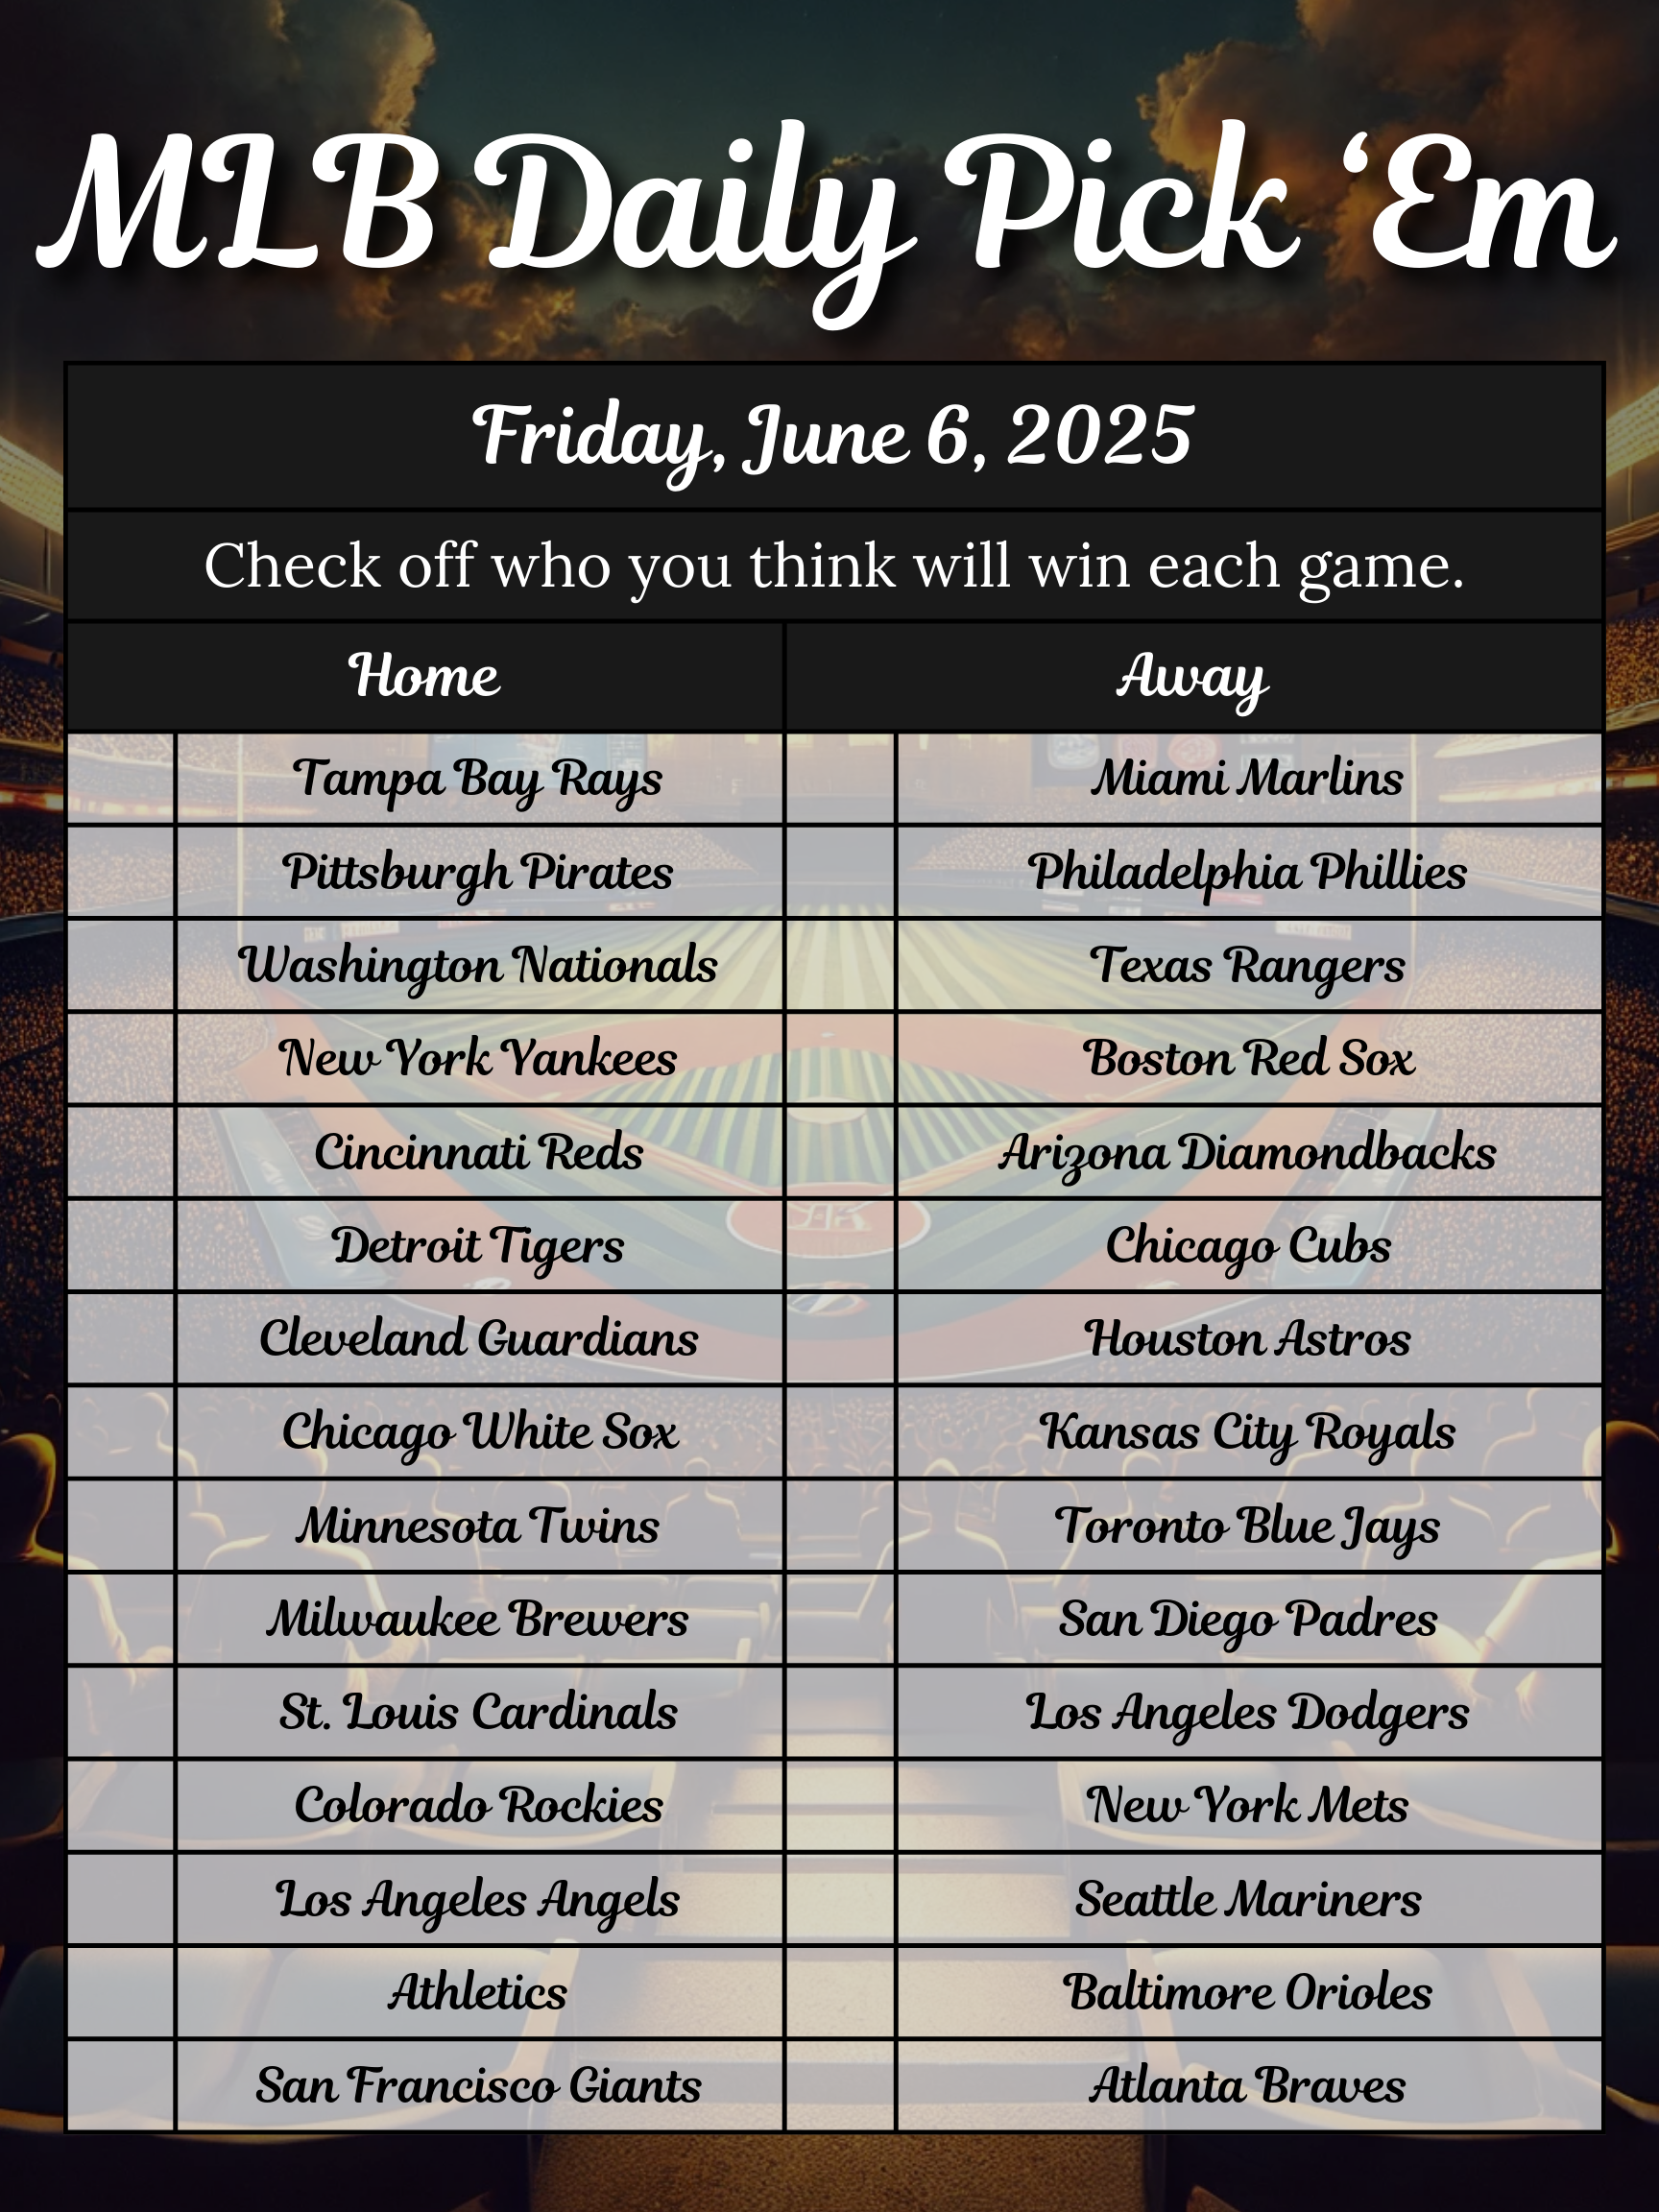 MLB Daily Pick ‘Em
Friday, June 6, 2025
Check off who you think will win each game.
Home Away
Tampa Bay Rays Miami Marlins
Pittsburgh Pirates Philadelphia Phillies
Washington Nationals Texas Rangers
New York Yankees Boston Red Sox
Cincinnati Reds Arizona Diamondbacks
Detroit Tigers Chicago Cubs
Cleveland Guardians Houston Astros
Chicago White Sox Kansas City Royals
Minnesota Twins Toronto Blue Jays
Milwaukee Brewers San Diego Padres
St. Louis Cardinals Los Angeles Dodgers
Colorado Rockies New York Mets
Los Angeles Angels Seattle Mariners
Athletics Baltimore Orioles
San Francisco Giants Atlanta Braves